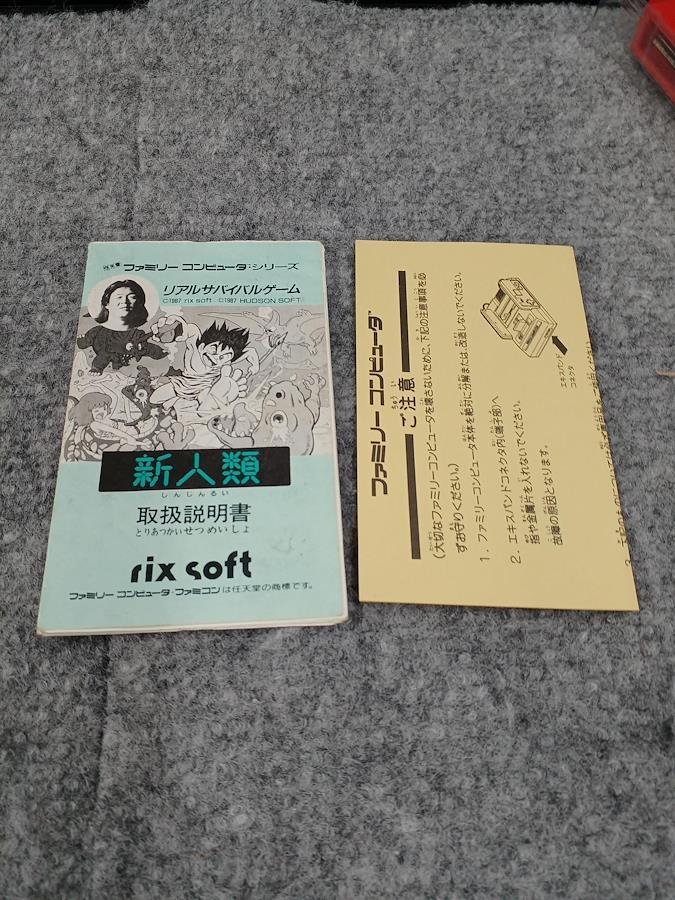 任天堂 ファミリー コンピュータ・シリーズ
リアルサバイバルゲーム
©1987 rix soft ©1987 HUDSON SOFT
新人類
しんじんるい
取扱説明書
とりあつかいせつめいしょ
rix soft
ファミリー コンピュータ・ファミコンは任天堂の商標です。
ファミリー コンピュータ™
ちゅうい
ご注意
(大切なファミリーコンピュータを壊さないために、下記の注意事項を必
ずお守りください。)
1. ファミリーコンピュータ本体を絶対に分解または、改造しないでください。
2. エキスパンドコネクタ内(端子部)へ
指や金属片を入れないでください。
故障の原因となります。
エキスパンド
コネクタ